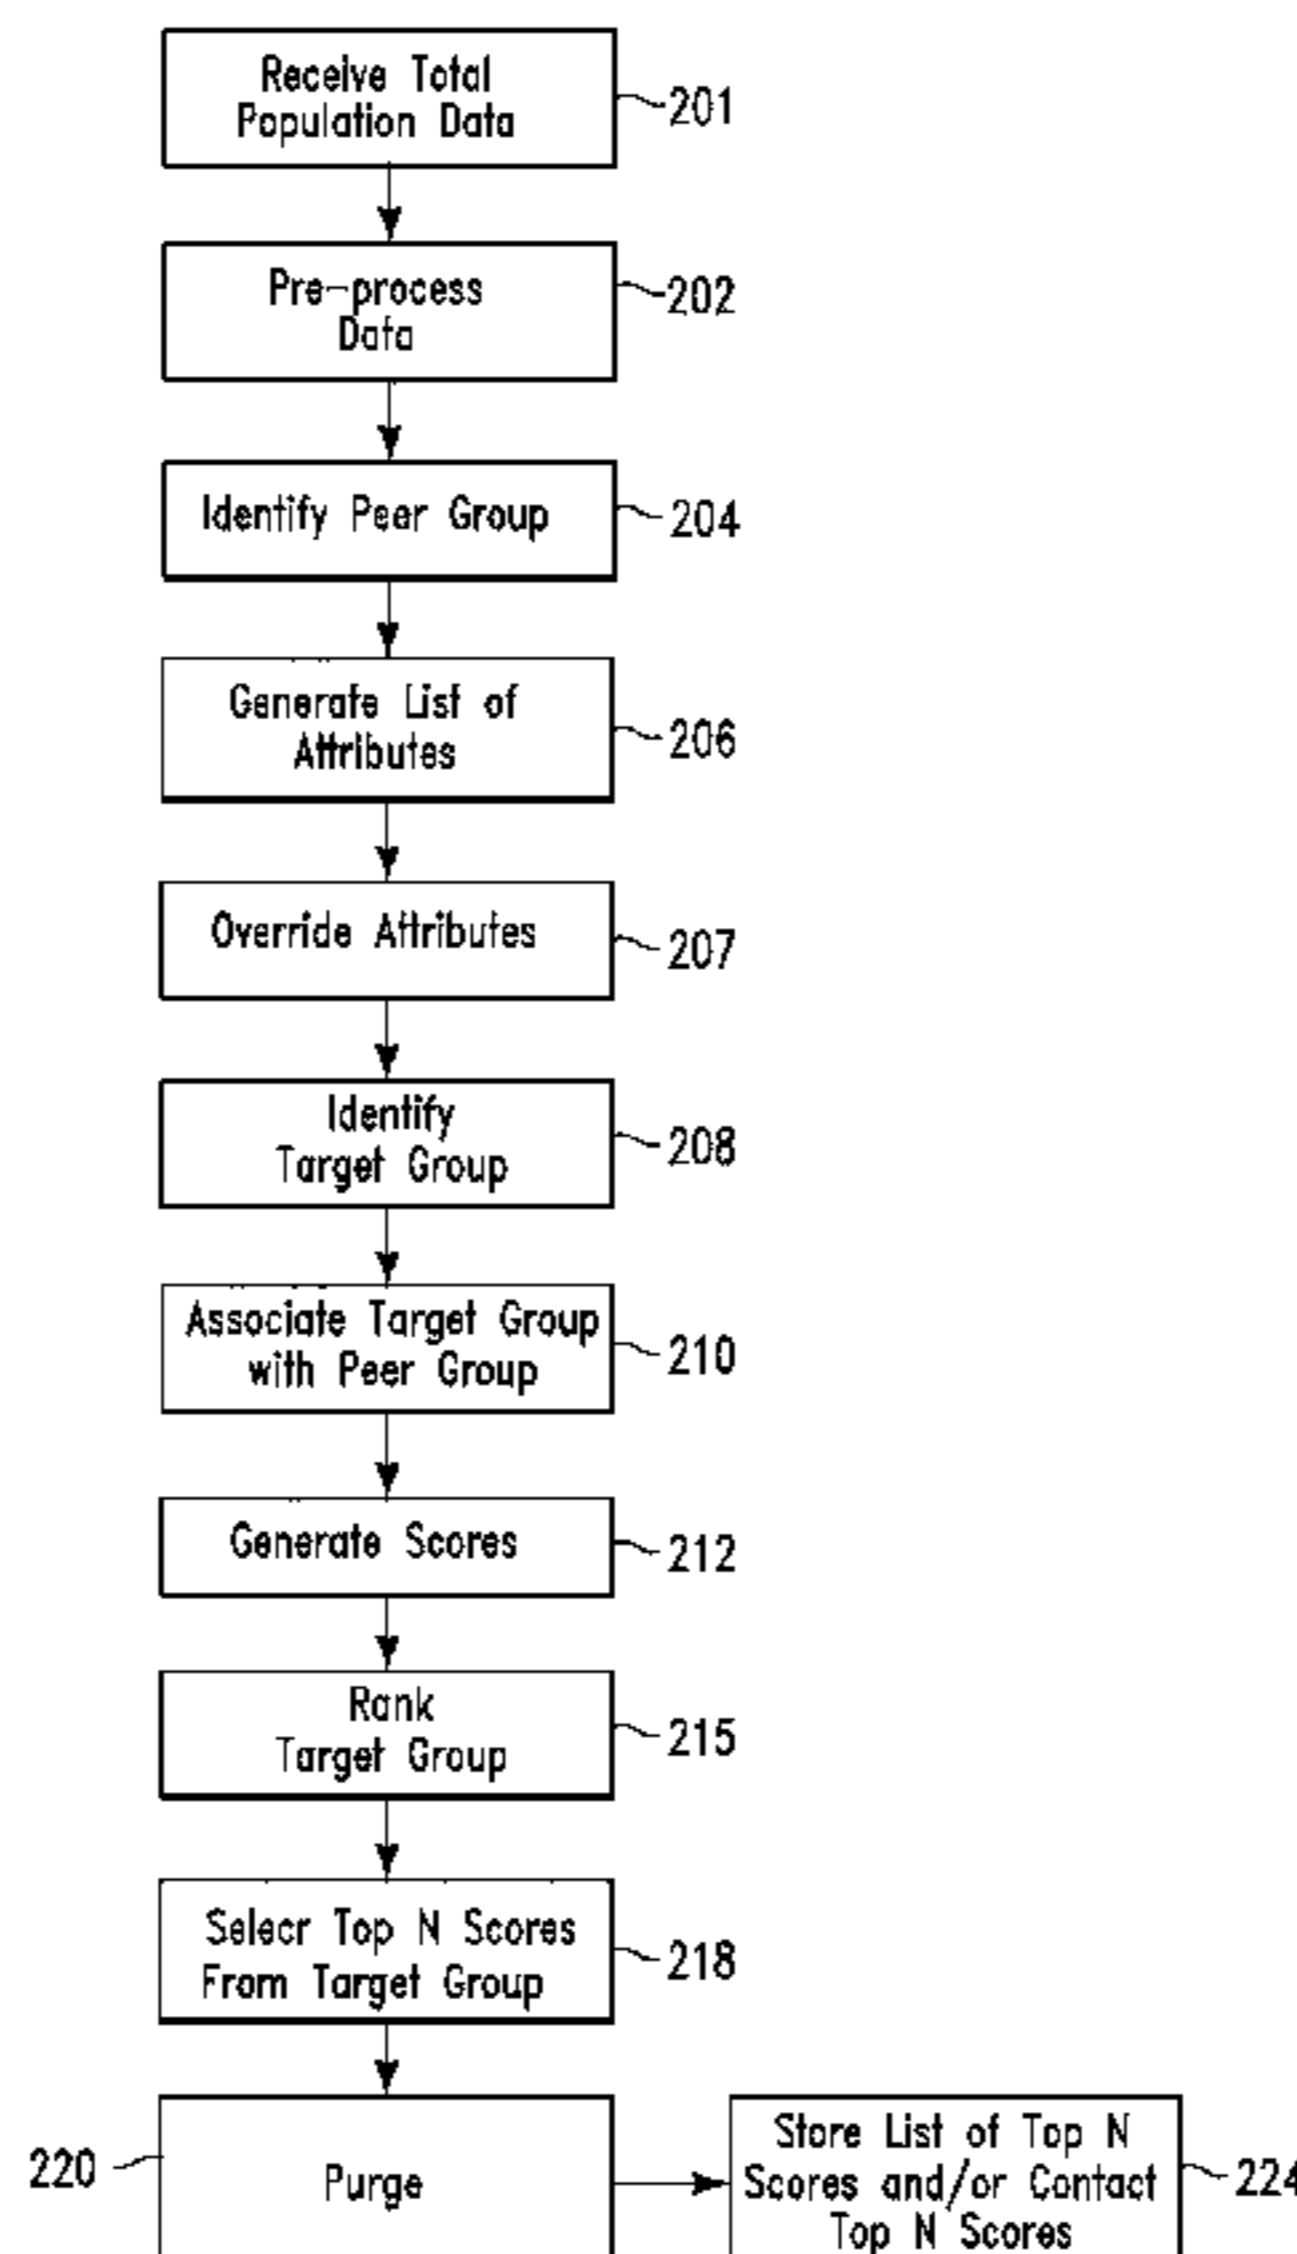 Receive Total
Population Data
201
Pre-process
Data
202
Identify Peer Group
204
Generate List of
Attributes
206
Override Attributes
207
Identify
Target Group
208
Associate Target Group
with Peer Group
210
Generate Scores
212
Rank
Target Group
215
Selecr Top N Scores
From Target Group
218
220
Purge
Store List of Top N
Scores and/or Contact
Top N Scores
224